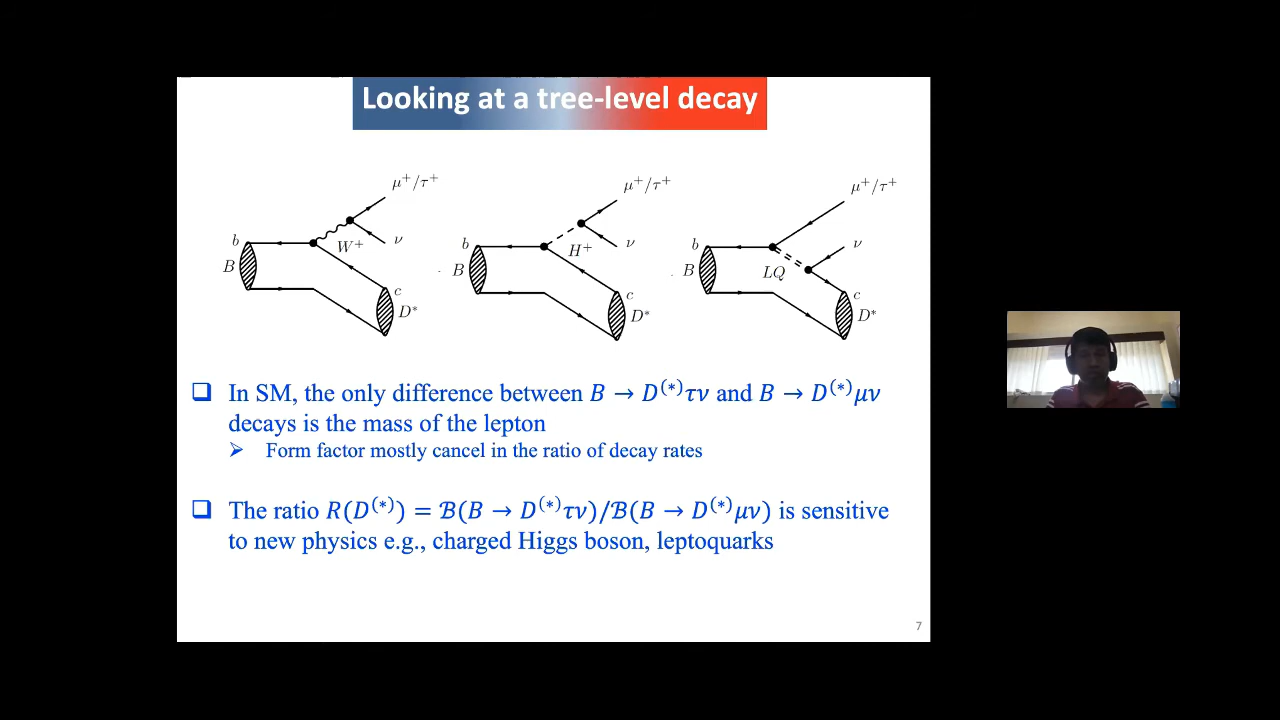 Looking at a tree-level decay
μ⁺/τ⁺
b
W⁺
ν
B
c
D*
μ⁺/τ⁺
b
H⁺
ν
B
c
D*
μ⁺/τ⁺
b
LQ
ν
B
c
D*
In SM, the only difference between B → D⁽*⁾τν and B → D⁽*⁾μν
decays is the mass of the lepton
Form factor mostly cancel in the ratio of decay rates
The ratio R(D⁽*⁾) = ℬ(B → D⁽*⁾τν)/ℬ(B → D⁽*⁾μν) is sensitive
to new physics e.g., charged Higgs boson, leptoquarks
7